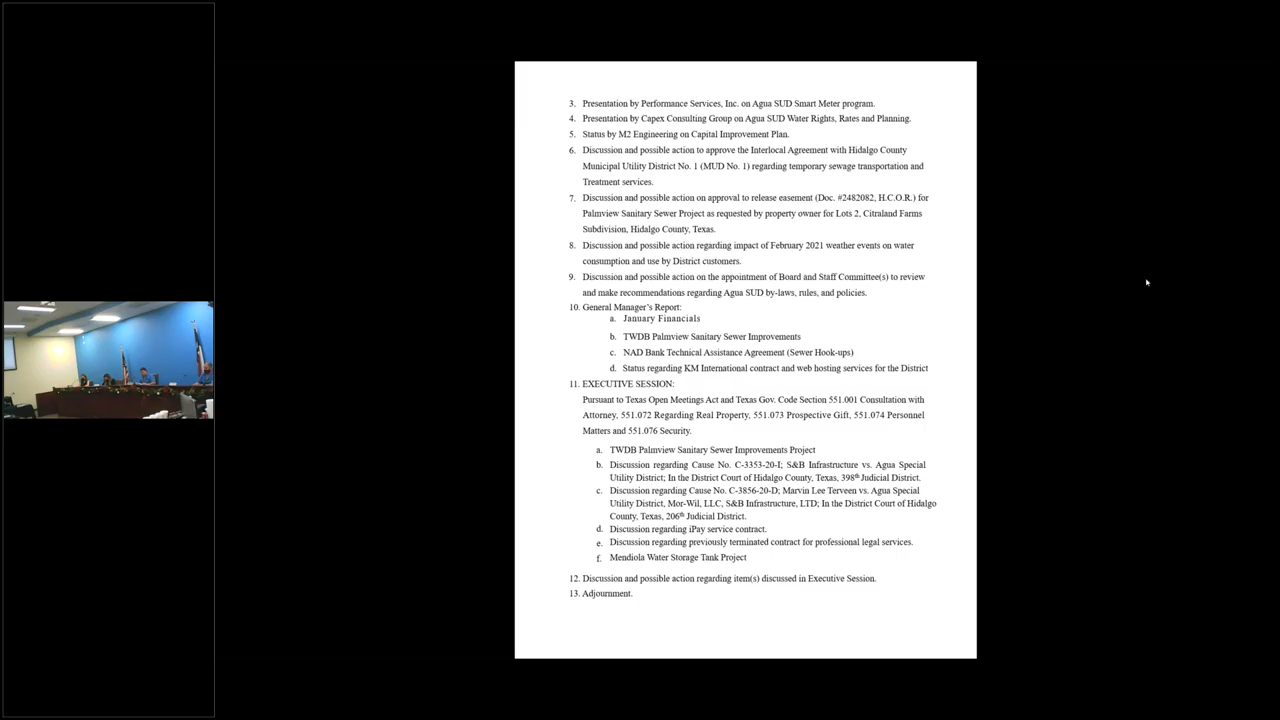 3. Presentation by Performance Services, Inc. on Agua SUD Smart Meter program.
4. Presentation by Capex Consulting Group on Agua SUD Water Rights, Rates and Planning.
5. Status by M2 Engineering on Capital Improvement Plan.
6. Discussion and possible action to approve the Interlocal Agreement with Hidalgo County
Municipal Utility District No. 1 (MUD No. 1) regarding temporary sewage transportation and
Treatment services.
7. Discussion and possible action on approval to release easement (Doc. #2482082, H.C.O.R.) for
Palmview Sanitary Sewer Project as requested by property owner for Lots 2, Citraland Farms
Subdivision, Hidalgo County, Texas.
8. Discussion and possible action regarding impact of February 2021 weather events on water
consumption and use by District customers.
9. Discussion and possible action on the appointment of Board and Staff Committee(s) to review
and make recommendations regarding Agua SUD by-laws, rules, and policies.
10. General Manager's Report:
a. January Financials
b. TWDB Palmview Sanitary Sewer Improvements
c. NAD Bank Technical Assistance Agreement (Sewer Hook-ups)
d. Status regarding KM International contract and web hosting services for the District
11. EXECUTIVE SESSION:
Pursuant to Texas Open Meetings Act and Texas Gov. Code Section 551.001 Consultation with
Attorney, 551.072 Regarding Real Property, 551.073 Prospective Gift, 551.074 Personnel
Matters and 551.076 Security.
a. TWDB Palmview Sanitary Sewer Improvements Project
b. Discussion regarding Cause No. C-3353-20-I; S&B Infrastructure vs. Agua Special
Utility District; In the District Court of Hidalgo County, Texas, 398th Judicial District.
c. Discussion regarding Cause No. C-3856-20-D; Marvin Lee Terveen vs. Agua Special
Utility District, Mor-Wil, LLC, S&B Infrastructure, LTD; In the District Court of Hidalgo
County, Texas, 206th Judicial District.
d. Discussion regarding iPay service contract.
e. Discussion regarding previously terminated contract for professional legal services.
f. Mendiola Water Storage Tank Project
12. Discussion and possible action regarding item(s) discussed in Executive Session.
13. Adjournment.